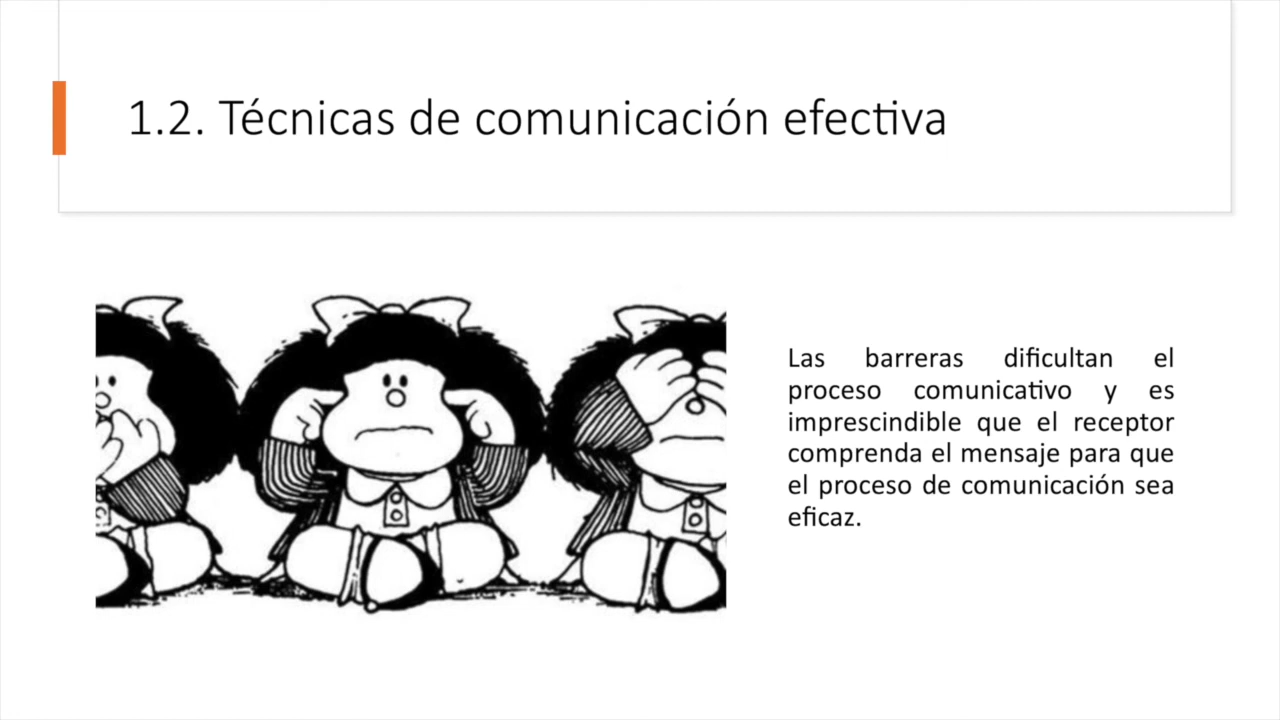 1.2. Técnicas de comunicación efectiva
Las barreras dificultan el
proceso comunicativo y es
imprescindible que el receptor
comprenda el mensaje para que
el proceso de comunicación sea
eficaz.